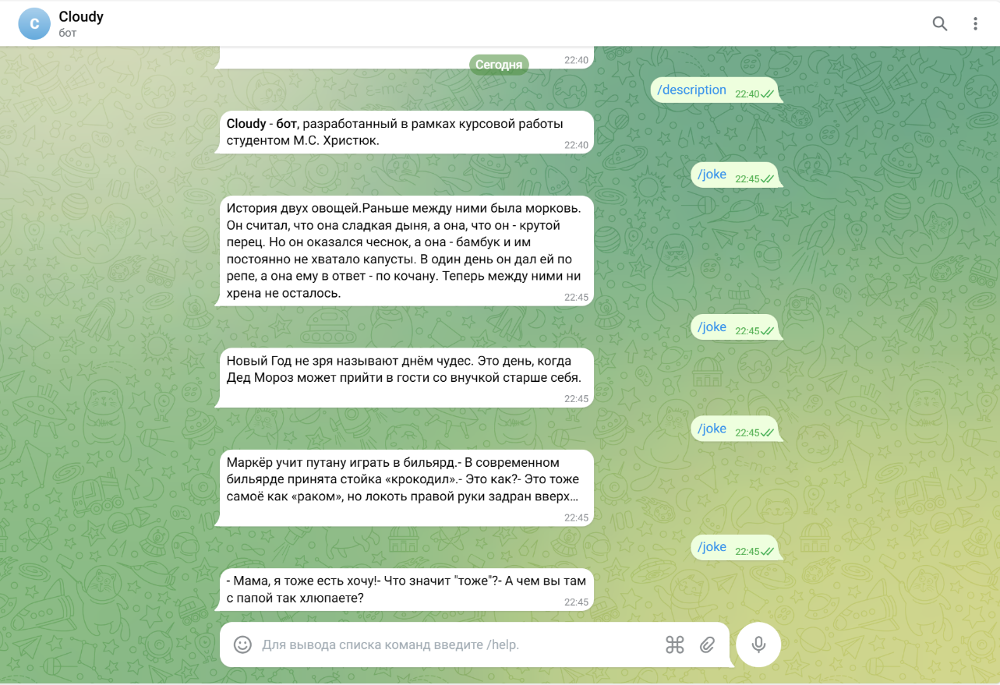 C
Cloudy
бот
22:40
Сегодня
/description 22:40
Cloudy - бот, разработанный в рамках курсовой работы
студентом М.С. Христюк.
22:40
/joke 22:45
История двух овощей.Раньше между ними была морковь.
Он считал, что она сладкая дыня, а она, что он - крутой
перец. Но он оказался чеснок, а она - бамбук и им
постоянно не хватало капусты. В один день он дал ей по
репе, а она ему в ответ - по кочану. Теперь между ними ни
хрена не осталось.
22:45
/joke 22:45
Новый Год не зря называют днём чудес. Это день, когда
Дед Мороз может прийти в гости со внучкой старше себя.
22:45
/joke 22:45
Маркёр учит путану играть в бильярд.- В современном
бильярде принята стойка «крокодил».- Это как?- Это тоже
самоё как «раком», но локоть правой руки задран вверх...
22:45
/joke 22:45
- Мама, я тоже есть хочу!- Что значит "тоже"?- А чем вы там
с папой так хлюпаете?
22:45
Для вывода списка команд введите /help.